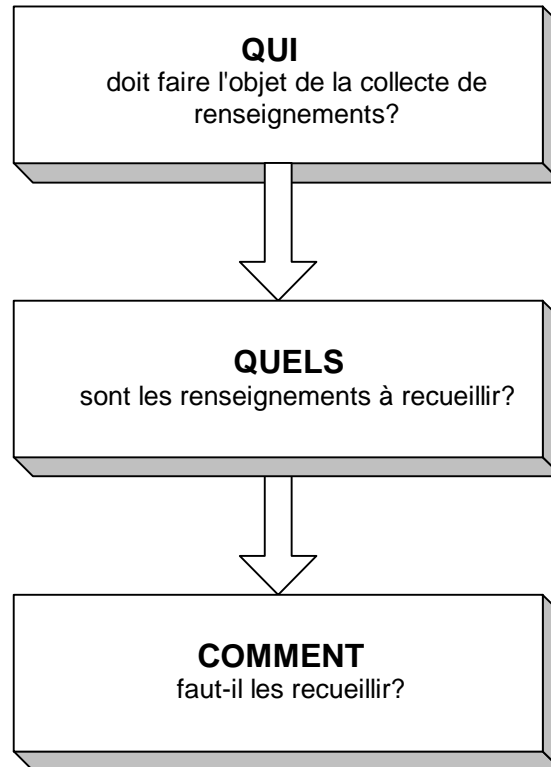 QUI
doit faire l'objet de la collecte de
renseignements?
QUELS
sont les renseignements à recueillir?
COMMENT
faut-il les recueillir?